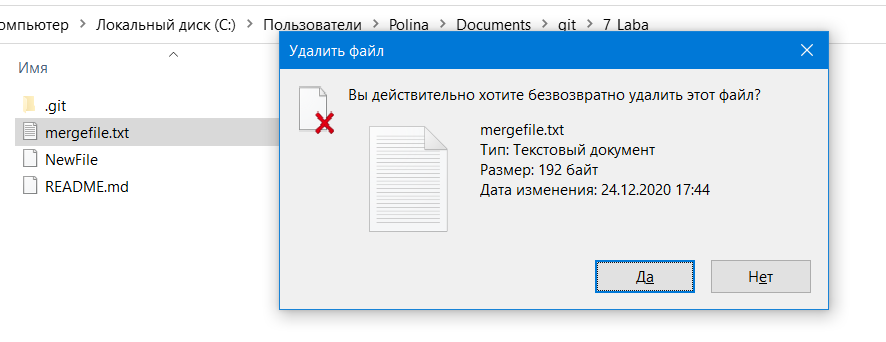 омпьютер > Локальный диск (C:) > Пользователи > Polina > Documents > git > 7 Laba
Удалить файл
Имя
Вы действительно хотите безвозвратно удалить этот файл?
.git
mergefile.txt
NewFile
README.md
mergefile.txt
Тип: Текстовый документ
Размер: 192 байт
Дата изменения: 24.12.2020 17:44
Да
Нет